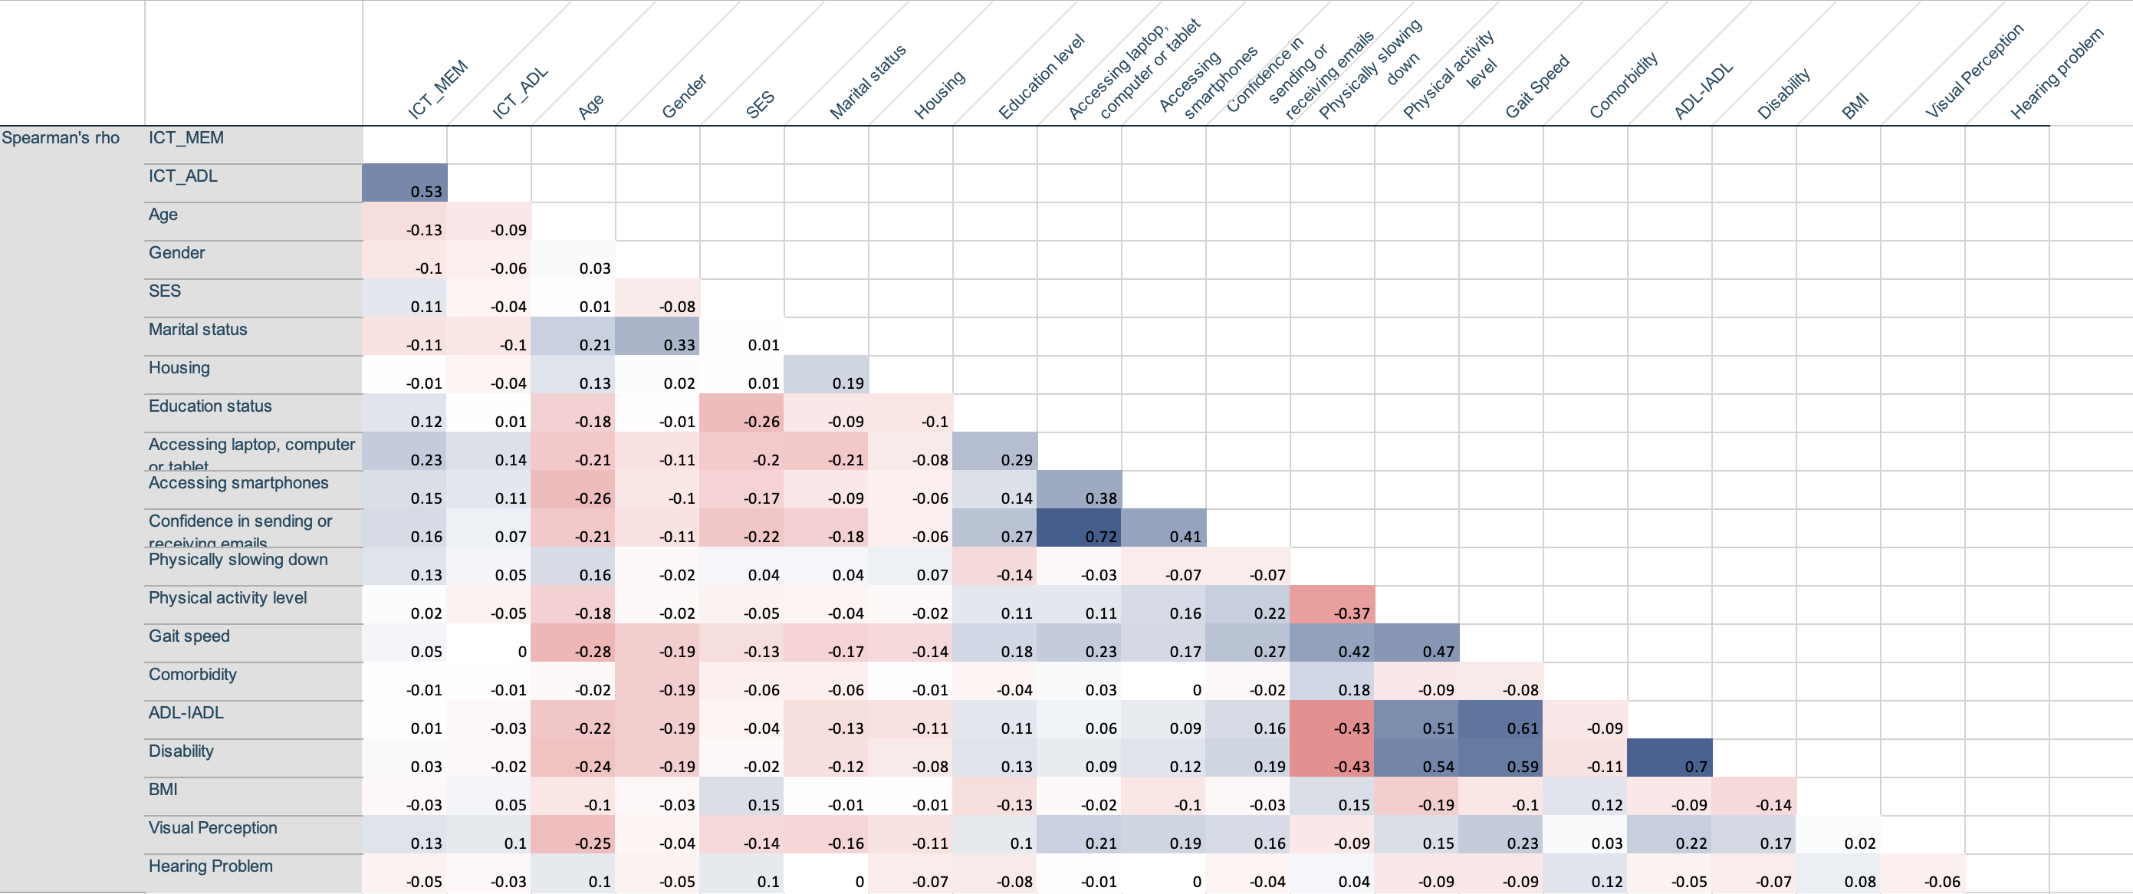 ICT_MEM
ICT_ADL
Age
Gender
SES
Marital status
Housing
Education level
Accessing laptop,
computer or tablet
Accessing
smartphones
Confidence in
sending or
receiving emails
Physically slowing
down
Physical activity
level
Gait Speed
Comorbidity
ADL-IADL
Disability
BMI
Visual Perception
Hearing problem
Spearman's rho ICT_MEM
ICT_ADL 0.53
Age -0.13 -0.09
Gender -0.1 -0.06 0.03
SES 0.11 -0.04 0.01 -0.08
Marital status -0.11 -0.1 0.21 0.33 0.01
Housing -0.01 -0.04 0.13 0.02 0.01 0.19
Education status 0.12 0.01 -0.18 -0.01 -0.26 -0.09 -0.1
Accessing laptop, computer
or tablet 0.23 0.14 -0.21 -0.11 -0.2 -0.21 -0.08 0.29
Accessing smartphones 0.15 0.11 -0.26 -0.1 -0.17 -0.09 -0.06 0.14 0.38
Confidence in sending or
receiving emails 0.16 0.07 -0.21 -0.11 -0.22 -0.18 -0.06 0.27 0.72 0.41
Physically slowing down 0.13 0.05 0.16 -0.02 0.04 0.04 0.07 -0.14 -0.03 -0.07 -0.07
Physical activity level 0.02 -0.05 -0.18 -0.02 -0.05 -0.04 -0.02 0.11 0.11 0.16 0.22 -0.37
Gait speed 0.05 0 -0.28 -0.19 -0.13 -0.17 -0.14 0.18 0.23 0.17 0.27 0.42 0.47
Comorbidity -0.01 -0.01 -0.02 -0.19 -0.06 -0.06 -0.01 -0.04 0.03 0 -0.02 0.18 -0.09 -0.08
ADL-IADL 0.01 -0.03 -0.22 -0.19 -0.04 -0.13 -0.11 0.11 0.06 0.09 0.16 -0.43 0.51 0.61 -0.09
Disability 0.03 -0.02 -0.24 -0.19 -0.02 -0.12 -0.08 0.13 0.09 0.12 0.19 -0.43 0.54 0.59 -0.11 0.7
BMI -0.03 0.05 -0.1 -0.03 0.15 -0.01 -0.01 -0.13 -0.02 -0.1 -0.03 0.15 -0.19 -0.1 0.12 -0.09 -0.14
Visual Perception 0.13 0.1 -0.25 -0.04 -0.14 -0.16 -0.11 0.1 0.21 0.19 0.16 -0.09 0.15 0.23 0.03 0.22 0.17 0.02
Hearing Problem -0.05 -0.03 0.1 -0.05 0.1 0 -0.07 -0.08 -0.01 0 -0.04 0.04 -0.09 -0.09 0.12 -0.05 -0.07 0.08 -0.06